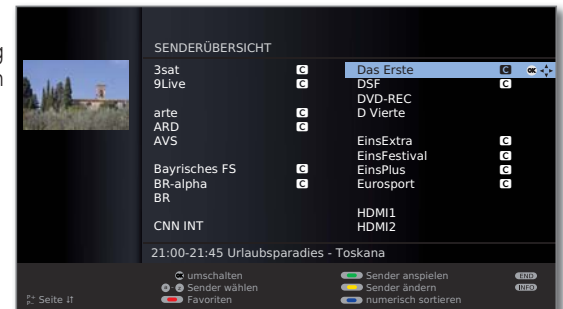 g
n
SENDERÜBERSICHT
3sat C
9Live C
arte C
ARD C
AVS
Bayrisches FS C
BR-alpha C
BR
CNN INT
Das Erste C OK
DSF C
DVD-REC
D Vierte
EinsExtra C
EinsFestival C
EinsPlus C
Eurosport C
HDMI1
HDMI2
21:00-21:45 Urlaubsparadies - Toskana
OK umschalten
Sender wählen
Favoriten
Sender anspielen
Sender ändern
numerisch sortieren
END
INFO
P+
P–
Seite ↓↑